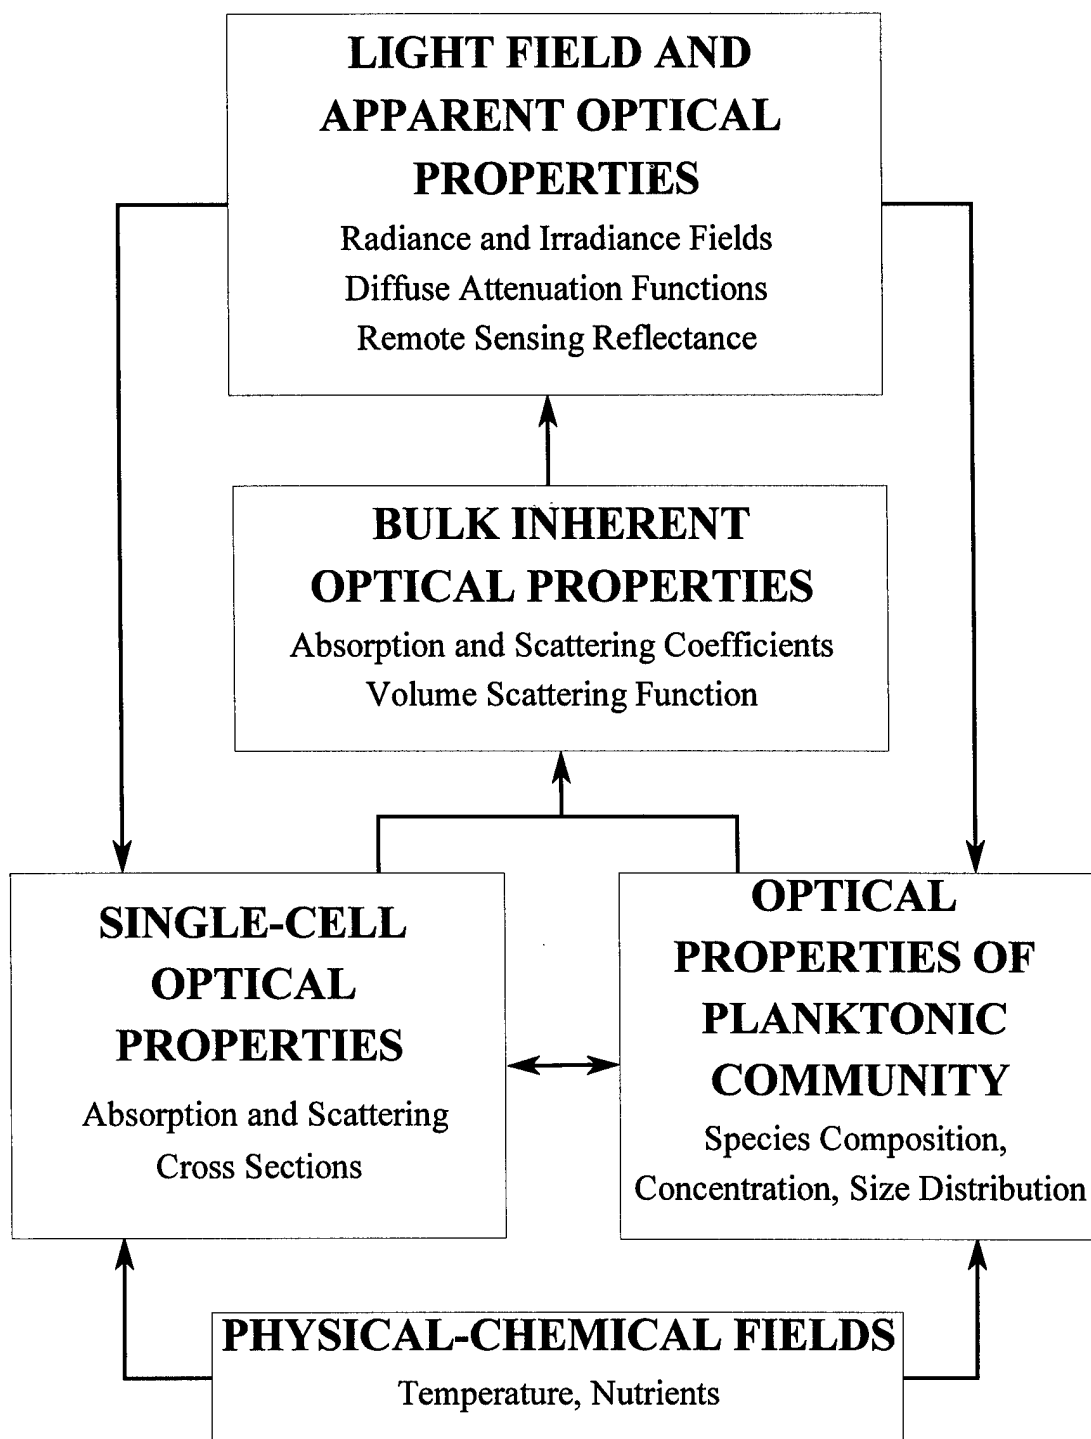 LIGHT FIELD AND
APPARENT OPTICAL
PROPERTIES
Radiance and Irradiance Fields
Diffuse Attenuation Functions
Remote Sensing Reflectance
BULK INHERENT
OPTICAL PROPERTIES
Absorption and Scattering Coefficients
Volume Scattering Function
SINGLE-CELL
OPTICAL
PROPERTIES
Absorption and Scattering
Cross Sections
OPTICAL
PROPERTIES OF
PLANKTONIC
COMMUNITY
Species Composition,
Concentration, Size Distribution
PHYSICAL-CHEMICAL FIELDS
Temperature, Nutrients